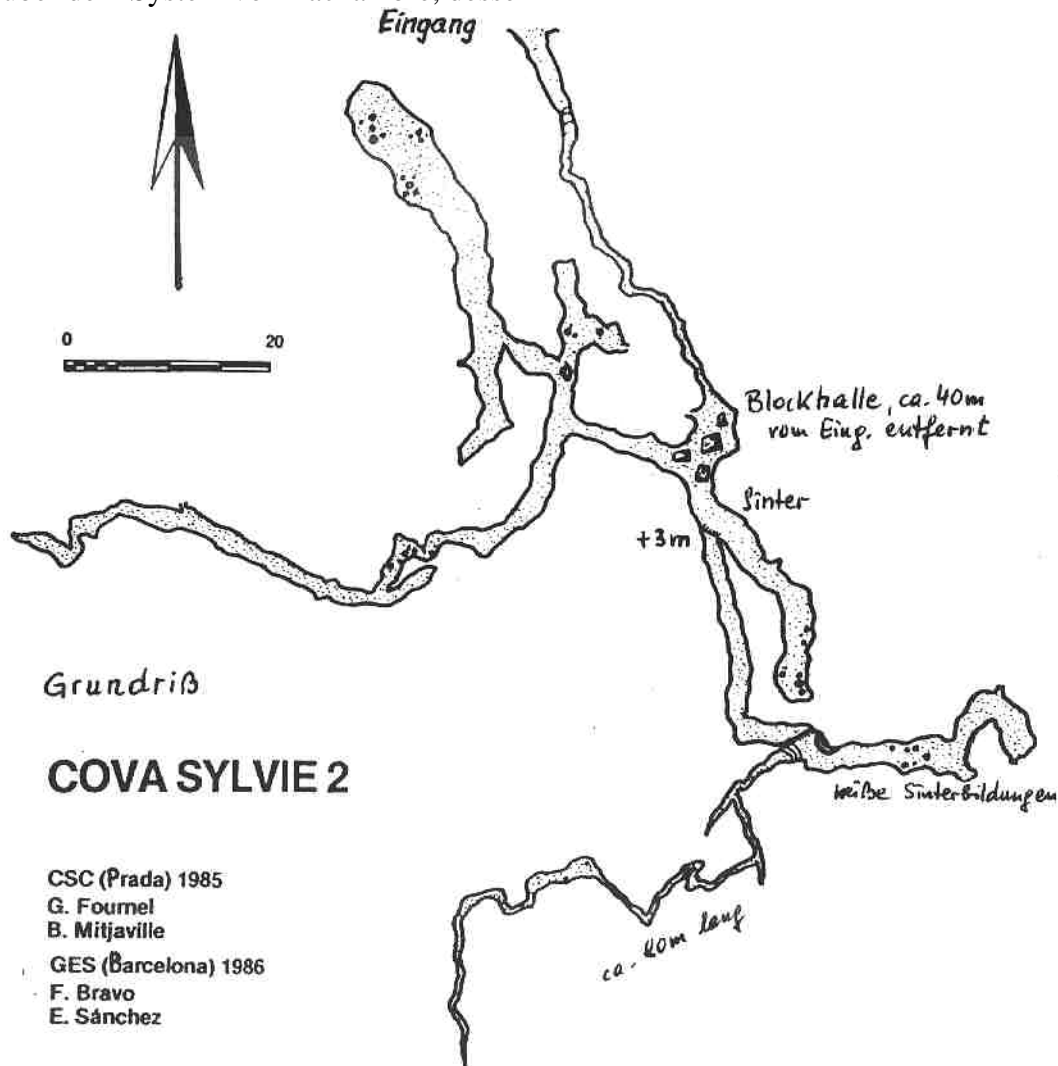 Eingang
0 20
Blockhalle, ca. 40m
vom Eing. entfernt
Sinter
+3m
Grundriß
COVA SYLVIE 2
weiße Sinterbildungen
ca. 80m lang
CSC (Prada) 1985
G. Fournel
B. Mitjaville
GES (Barcelona) 1986
F. Bravo
E. Sánchez